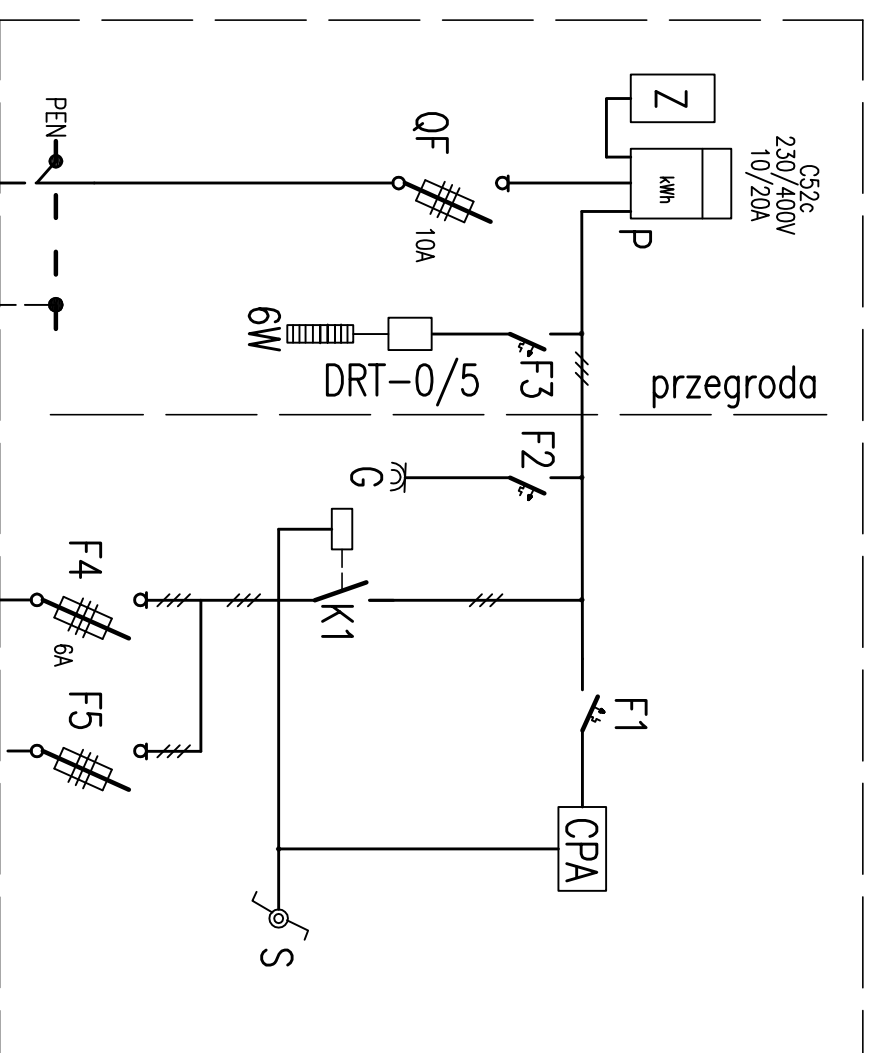 C52c
230/400V
10/20A
Z
kWh
P
PEN
QF
10A
6W
DRT-0/5
F3
przegroda
F2
G
F4
6A
K1
F5
F1
CPA
S